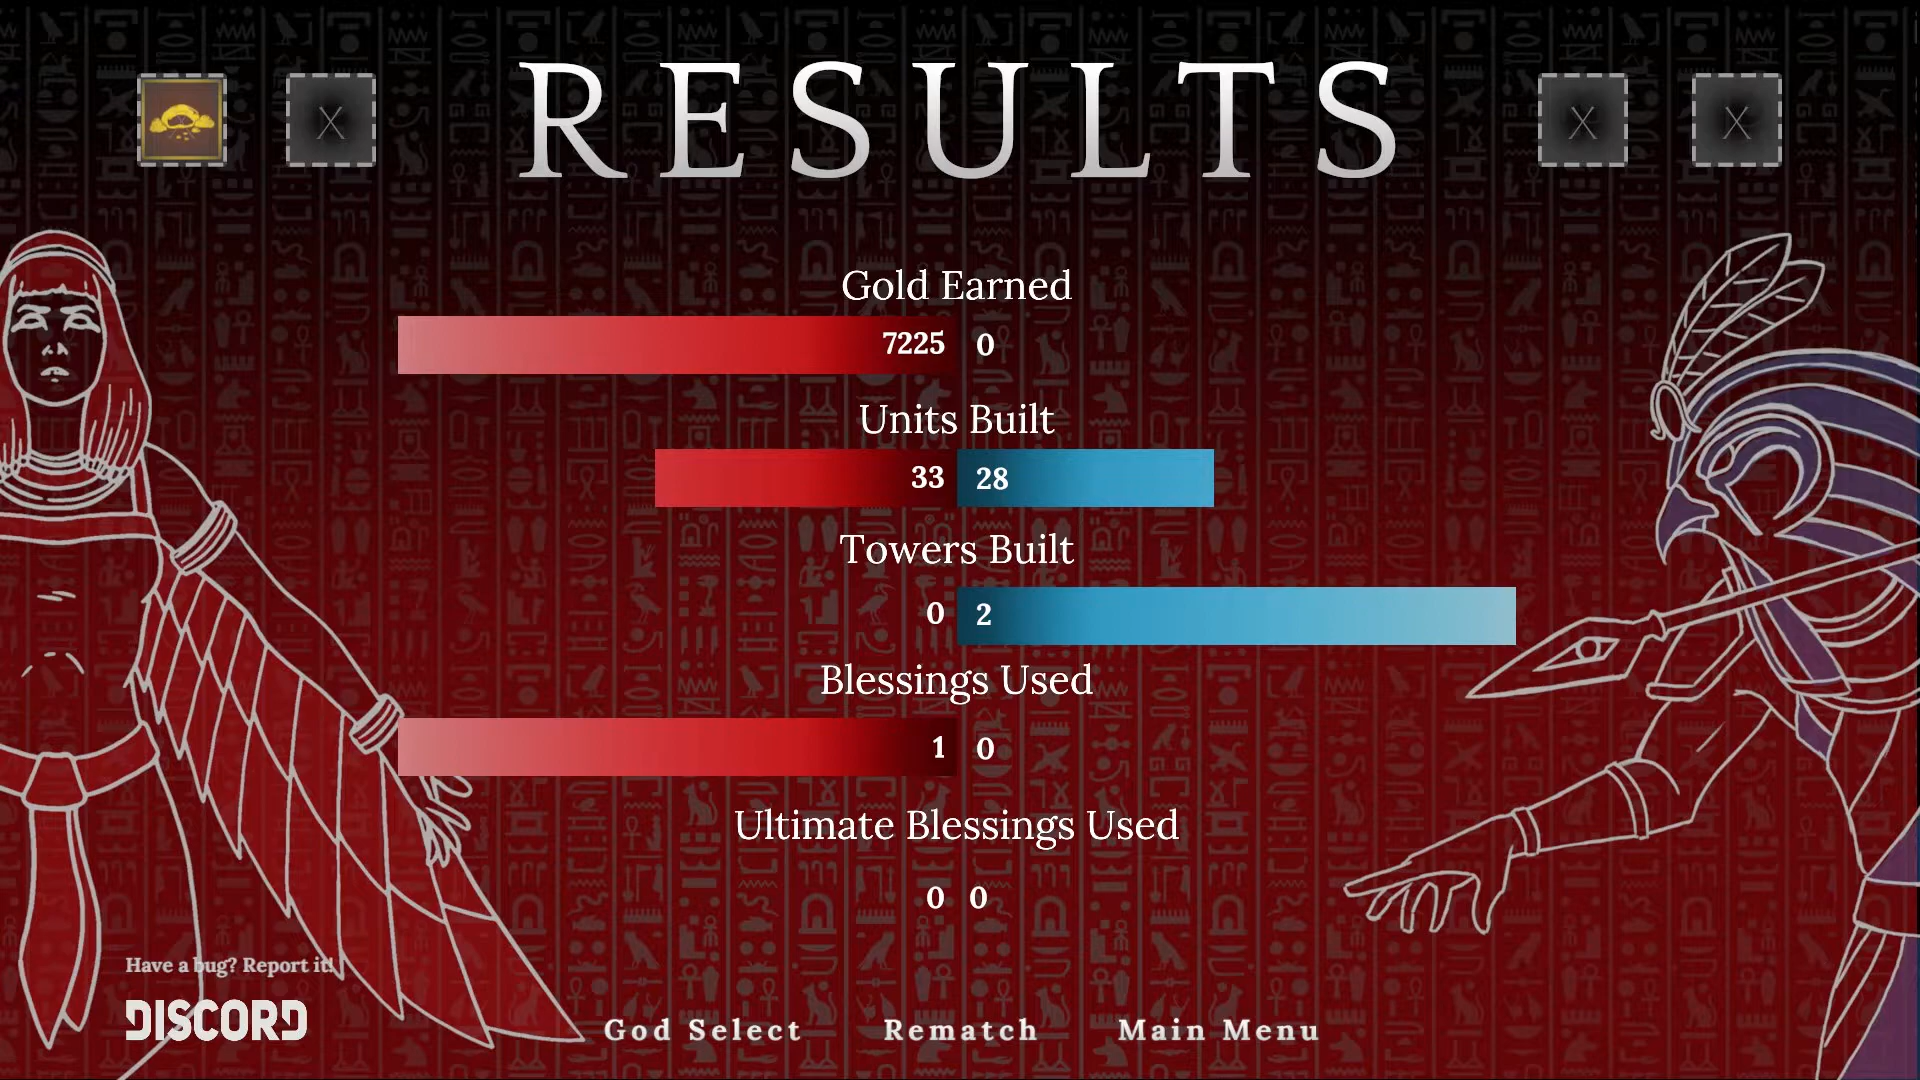 X
RESULTS
X
X
Gold Earned
7225 0
Units Built
33 28
Towers Built
0 2
Blessings Used
1 0
Ultimate Blessings Used
0 0
Have a bug? Report it!
DISCORD
God Select
Rematch
Main Menu